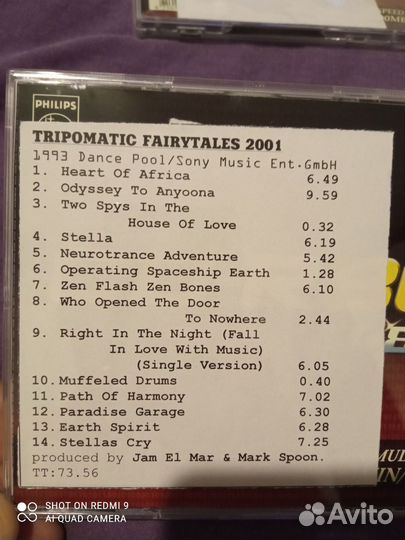 SPEED
PHILIPS
TRIPOMATIC FAIRYTALES 2001
1993 Dance Pool/Sony Music Ent.GmbH
1. Heart Of Africa 6.49
2. Odyssey To Anyoona 9.59
3. Two Spys In The
House Of Love 0.32
4. Stella 6.19
5. Neurotrance Adventure 5.42
6. Operating Spaceship Earth 1.28
7. Zen Flash Zen Bones 6.10
8. Who Opened The Door
To Nowhere 2.44
9. Right In The Night (Fall
In Love With Music)
(Single Version) 6.05
10. Muffeled Drums 0.40
11. Path Of Harmony 7.02
12. Paradise Garage 6.30
13. Earth Spirit 6.28
14. Stellas Cry 7.25
produced by Jam El Mar & Mark Spoon.
TT:73.56
SHOT ON REDMI 9
AI QUAD CAMERA
Avito